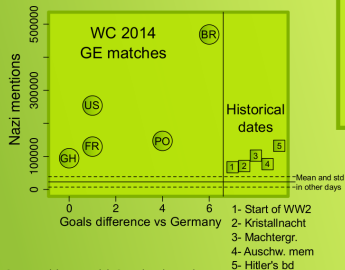 WC 2014
GE matches
Nazi mentions
0
100000
300000
500000
BR
US
FR
PO
GH
Historical
dates
1
2
3
4
5
Mean and std
in other days
0
2
4
6
Goals difference vs Germany
1- Start of WW2
2- Kristallnacht
3- Machtergr.
4- Auschw. mem
5- Hitler's bd